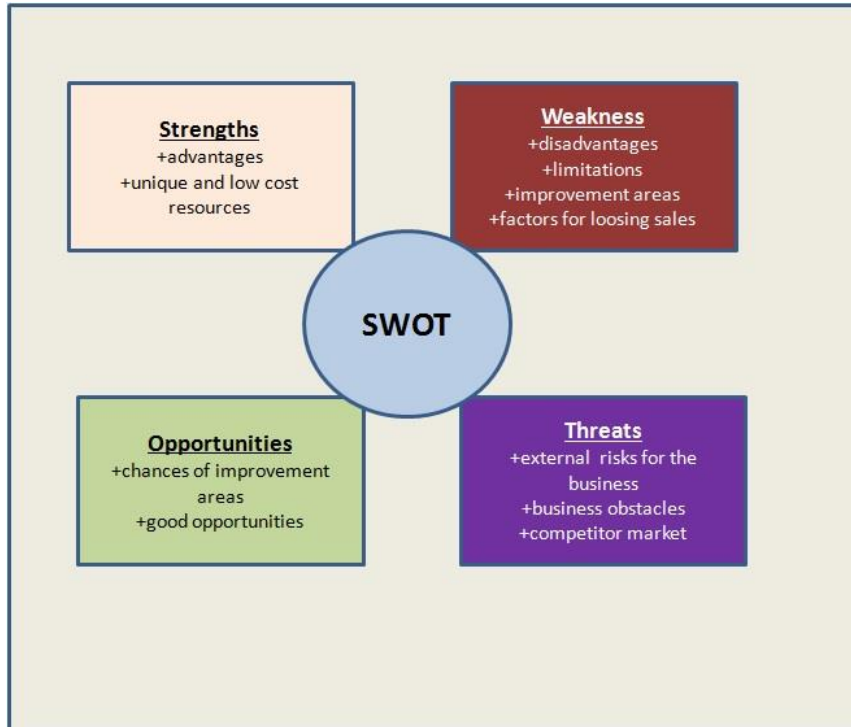 Strengths
+advantages
+unique and low cost
resources
Weakness
+disadvantages
+limitations
+improvement areas
+factors for loosing sales
SWOT
Opportunities
+chances of improvement
areas
+good opportunities
Threats
+external risks for the
business
+business obstacles
+competitor market